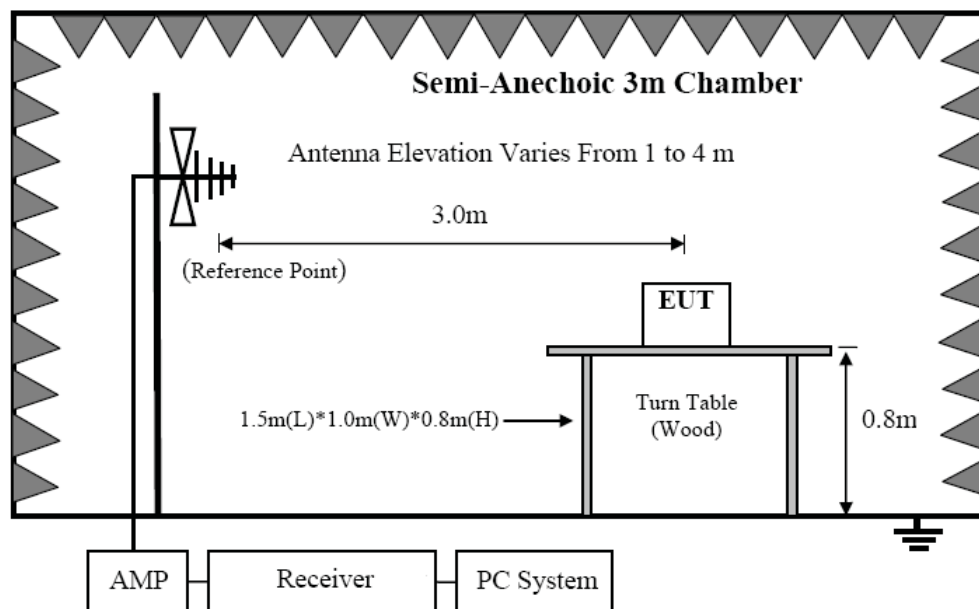 Semi-Anechoic 3m Chamber
Antenna Elevation Varies From 1 to 4 m
3.0m
(Reference Point)
EUT
1.5m(L)*1.0m(W)*0.8m(H)
Turn Table
(Wood)
0.8m
AMP
Receiver
PC System